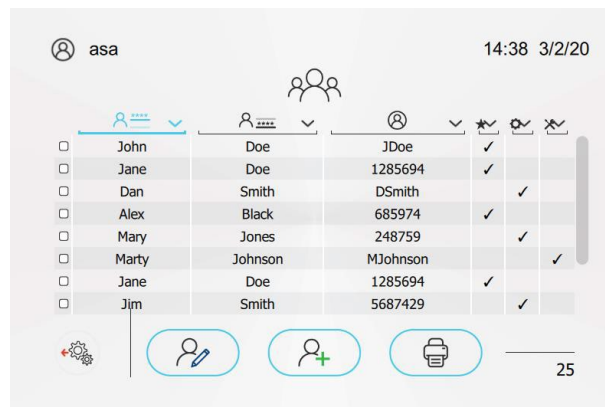 asa 14:38 3/2/20
John Doe JDoe ✓
Jane Doe 1285694 ✓
Dan Smith DSmith ✓
Alex Black 685974 ✓
Mary Jones 248759 ✓
Marty Johnson MJohnson ✓
Jane Doe 1285694 ✓
Jim Smith 5687429 ✓
25